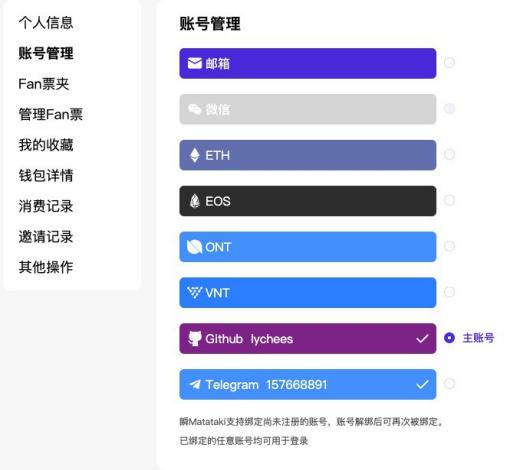 个人信息
账号管理
Fan票夹
管理Fan票
我的收藏
钱包详情
消费记录
邀请记录
其他操作
账号管理
邮箱
微信
ETH
EOS
ONT
VNT
Github lychees
主账号
Telegram 157668891
瞬Matataki支持绑定尚未注册的账号，账号解绑后可再次被绑定。
已绑定的任意账号均可用于登录